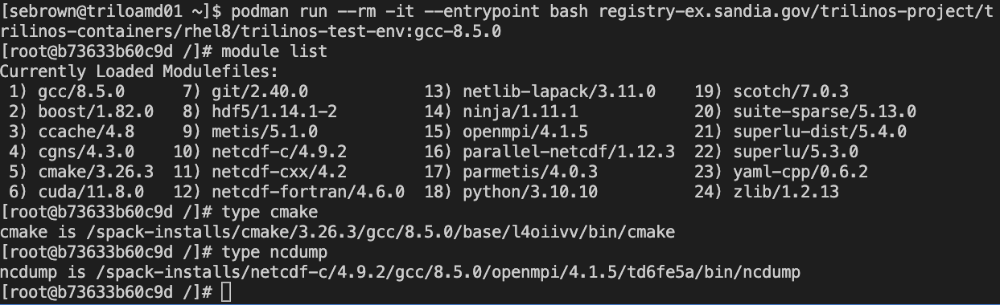 [sebrown@triloamd01 ~]$ podman run --rm -it --entrypoint bash registry-ex.sandia.gov/trilinos-project/t
rilinos-containers/rhel8/trilinos-test-env:gcc-8.5.0
[root@b73633b60c9d /]# module list
Currently Loaded Modulefiles:
 1) gcc/8.5.0     7) git/2.40.0           13) netlib-lapack/3.11.0    19) scotch/7.0.3
 2) boost/1.82.0  8) hdf5/1.14.1-2        14) ninja/1.11.1            20) suite-sparse/5.13.0
 3) ccache/4.8    9) metis/5.1.0          15) openmpi/4.1.5           21) superlu-dist/5.4.0
 4) cgns/4.3.0   10) netcdf-c/4.9.2       16) parallel-netcdf/1.12.3  22) superlu/5.3.0
 5) cmake/3.26.3 11) netcdf-cxx/4.2       17) parmetis/4.0.3          23) yaml-cpp/0.6.2
 6) cuda/11.8.0  12) netcdf-fortran/4.6.0 18) python/3.10.10          24) zlib/1.2.13
[root@b73633b60c9d /]# type cmake
cmake is /spack-installs/cmake/3.26.3/gcc/8.5.0/base/l4oiivv/bin/cmake
[root@b73633b60c9d /]# type ncdump
ncdump is /spack-installs/netcdf-c/4.9.2/gcc/8.5.0/openmpi/4.1.5/td6fe5a/bin/ncdump
[root@b73633b60c9d /]#